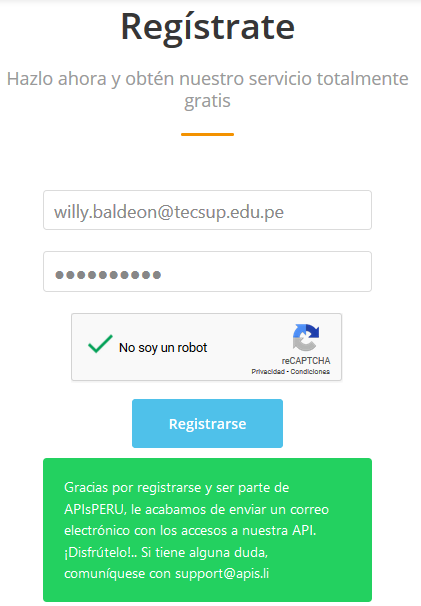 Regístrate
Hazlo ahora y obtén nuestro servicio totalmente
gratis
willy.baldeon@tecsup.edu.pe
●●●●●●●●●●
No soy un robot
reCAPTCHA
Privacidad - Condiciones
Registrarse
Gracias por registrarse y ser parte de
APIsPERU, le acabamos de enviar un correo
electrónico con los accesos a nuestra API.
¡Disfrútelo!.. Si tiene alguna duda,
comuníquese con support@apis.li